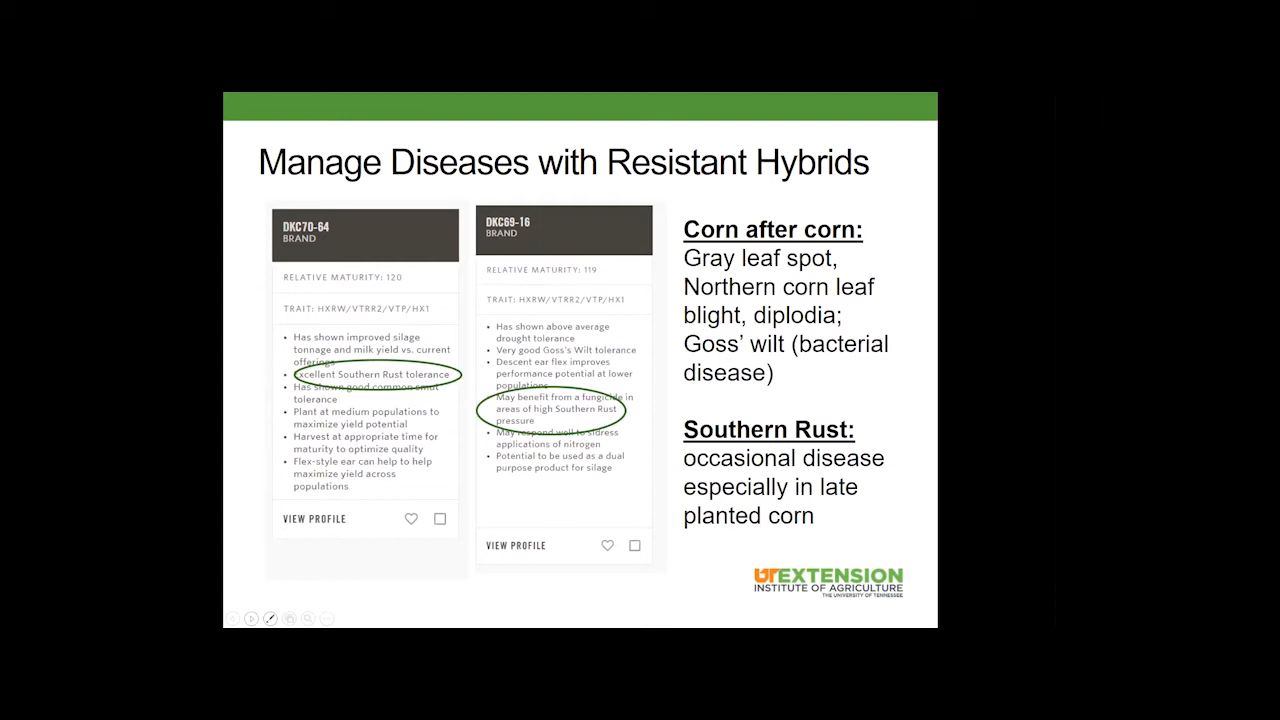 Manage Diseases with Resistant Hybrids
DKC70-64
BRAND
RELATIVE MATURITY: 120
TRAIT: HXRW/VTRR2/VTP/HX1
• Has shown improved silage
tonnage and milk yield vs. current
offerings
• Excellent Southern Rust tolerance
• Has shown good common smut
tolerance
• Plant at medium populations to
maximize yield potential
• Harvest at appropriate time for
maturity to optimize quality
• Flex-style ear can help to help
maximize yield across
populations
VIEW PROFILE
DKC69-16
BRAND
RELATIVE MATURITY: 119
TRAIT: HXRW/VTRR2/VTP/HX1
• Has shown above average
drought tolerance
• Very good Goss's Wilt tolerance
• Descent ear flex improves
performance potential at lower
populations
• May benefit from a fungicide in
areas of high Southern Rust
pressure
• May respond well to sidress
applications of nitrogen
• Potential to be used as a dual
purpose product for silage
VIEW PROFILE
Corn after corn:
Gray leaf spot,
Northern corn leaf
blight, diplodia;
Goss’ wilt (bacterial
disease)
Southern Rust:
occasional disease
especially in late
planted corn
UT EXTENSION
INSTITUTE OF AGRICULTURE
THE UNIVERSITY OF TENNESSEE